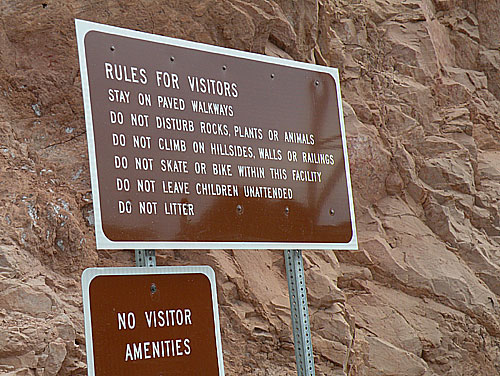 RULES FOR VISITORS
STAY ON PAVED WALKWAYS
DO NOT DISTURB ROCKS, PLANTS OR ANIMALS
DO NOT CLIMB ON HILLSIDES, WALLS OR RAILINGS
DO NOT SKATE OR BIKE WITHIN THIS FACILITY
DO NOT LEAVE CHILDREN UNATTENDED
DO NOT LITTER
NO VISITOR
AMENITIES